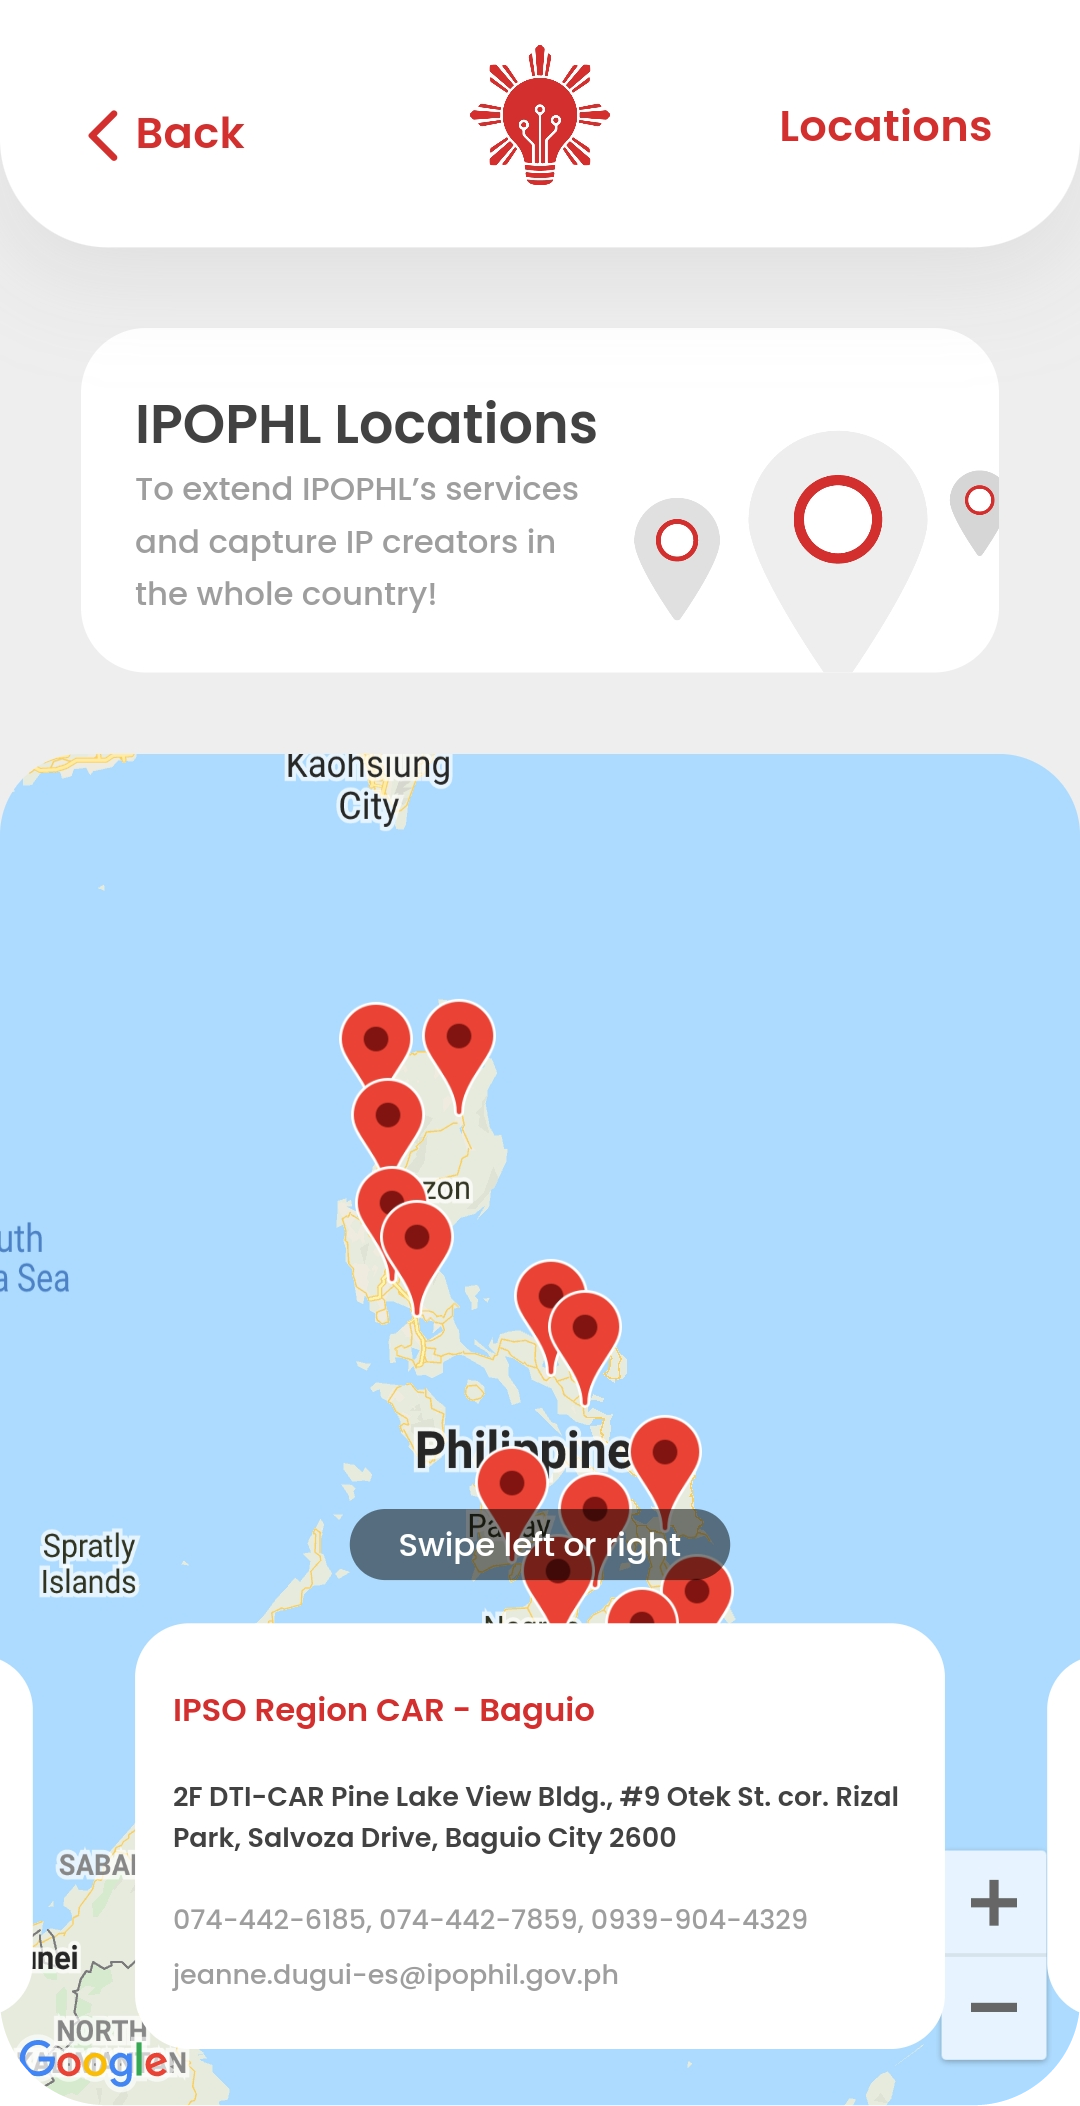 Back
Locations
IPOPHL Locations
To extend IPOPHL's services
and capture IP creators in
the whole country!
Kaohsiung
City
zon
uth
a Sea
Philippine
Spratly
Islands
Swipe left or right
IPSO Region CAR - Baguio
2F DTI-CAR Pine Lake View Bldg., #9 Otek St. cor. Rizal
Park, Salvoza Drive, Baguio City 2600
074-442-6185, 074-442-7859, 0939-904-4329
jeanne.dugui-es@ipophil.gov.ph
SABA
nei
NORTH
Google